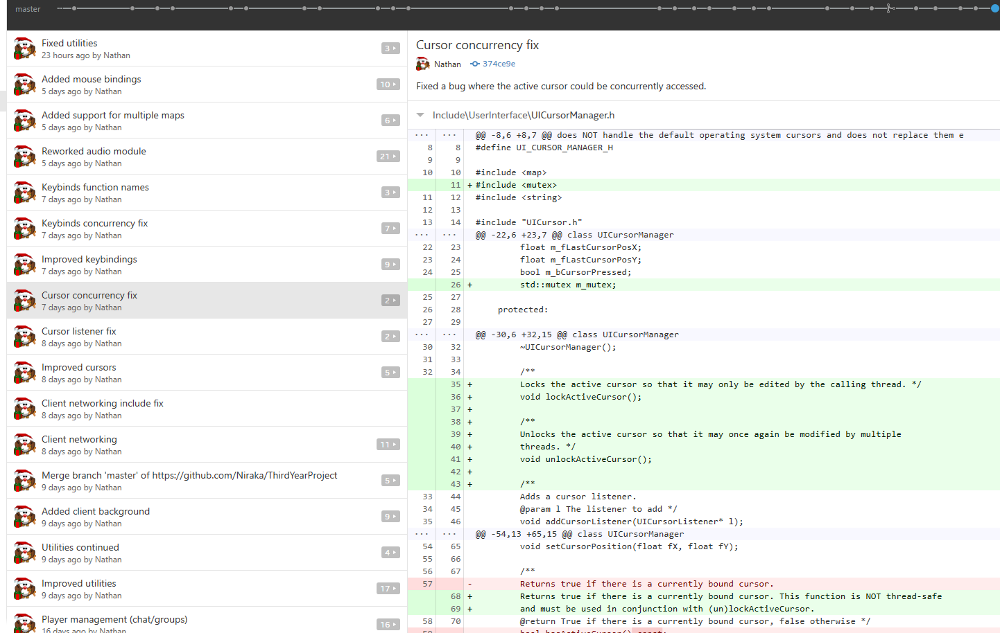 master
Fixed utilities
23 hours ago by Nathan
3
Added mouse bindings
5 days ago by Nathan
10
Added support for multiple maps
5 days ago by Nathan
6
Reworked audio module
5 days ago by Nathan
21
Keybinds function names
7 days ago by Nathan
3
Keybinds concurrency fix
7 days ago by Nathan
7
Improved keybindings
7 days ago by Nathan
9
Cursor concurrency fix
7 days ago by Nathan
2
Cursor listener fix
8 days ago by Nathan
2
Improved cursors
8 days ago by Nathan
5
Client networking include fix
8 days ago by Nathan
Client networking
8 days ago by Nathan
11
Merge branch 'master' of https://github.com/Niraka/ThirdYearProject
9 days ago by Nathan
5
Added client background
9 days ago by Nathan
9
Utilities continued
9 days ago by Nathan
4
Improved utilities
9 days ago by Nathan
17
Player management (chat/groups)
16 days ago by Nathan
16
Cursor concurrency fix
Nathan 374ce9e
Fixed a bug where the active cursor could be concurrently accessed.
Include\UserInterface\UICursorManager.h
... ... @@ -8,6 +8,7 @@ does NOT handle the default operating system cursors and does not replace them e
8 8 #define UI_CURSOR_MANAGER_H
9 9
10 10 #include <map>
11 + #include <mutex>
11 12 #include <string>
12 13
13 14 #include "UICursor.h"
... ... @@ -22,6 +23,7 @@ class UICursorManager
22 23 float m_fLastCursorPosX;
23 24 float m_fLastCursorPosY;
24 25 bool m_bCursorPressed;
26 + std::mutex m_mutex;
25 27
26 28 protected:
27 29
... ... @@ -30,6 +32,15 @@ class UICursorManager
30 32 ~UICursorManager();
31 33
32 34 /**
35 + Locks the active cursor so that it may only be edited by the calling thread. */
36 + void lockActiveCursor();
37 +
38 + /**
39 + Unlocks the active cursor so that it may once again be modified by multiple
40 + threads. */
41 + void unlockActiveCursor();
42 +
43 + /**
33 44 Adds a cursor listener.
34 45 @param l The listener to add */
35 46 void addCursorListener(UICursorListener* l);
... ... @@ -54,13 +65,15 @@ class UICursorManager
54 65 void setCursorPosition(float fX, float fY);
55 66
56 67 /**
57 - Returns true if there is a currently bound cursor.
68 + Returns true if there is a currently bound cursor. This function is NOT thread-safe
69 + and must be used in conjunction with (un)lockActiveCursor.
58 70 @return True if there is a currently bound cursor, false otherwise */